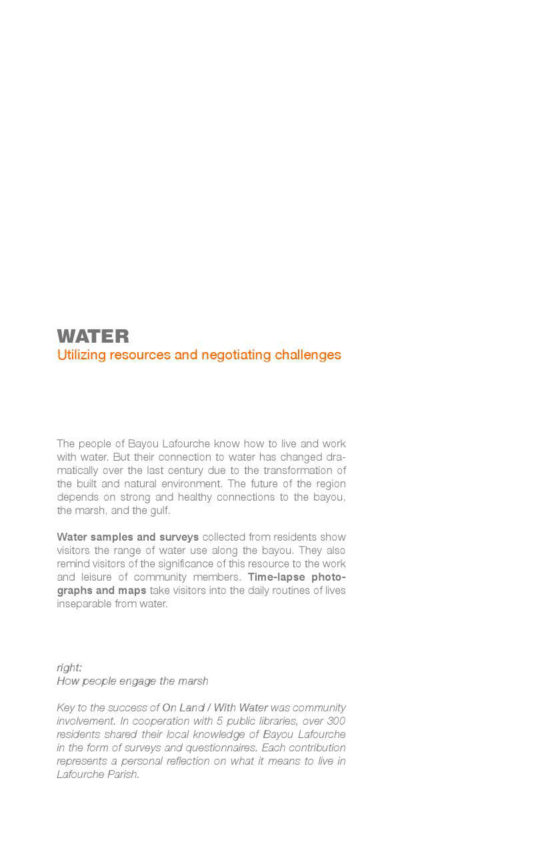 WATER
Utilizing resources and negotiating challenges
The people of Bayou Lafourche know how to live and work
with water. But their connection to water has changed dra-
matically over the last century due to the transformation of
the built and natural environment. The future of the region
depends on strong and healthy connections to the bayou,
the marsh, and the gulf.
Water samples and surveys collected from residents show
visitors the range of water use along the bayou. They also
remind visitors of the significance of this resource to the work
and leisure of community members. Time-lapse photo-
graphs and maps take visitors into the daily routines of lives
inseparable from water.
right:
How people engage the marsh
Key to the success of On Land / With Water was community
involvement. In cooperation with 5 public libraries, over 300
residents shared their local knowledge of Bayou Lafourche
in the form of surveys and questionnaires. Each contribution
represents a personal reflection on what it means to live in
Lafourche Parish.